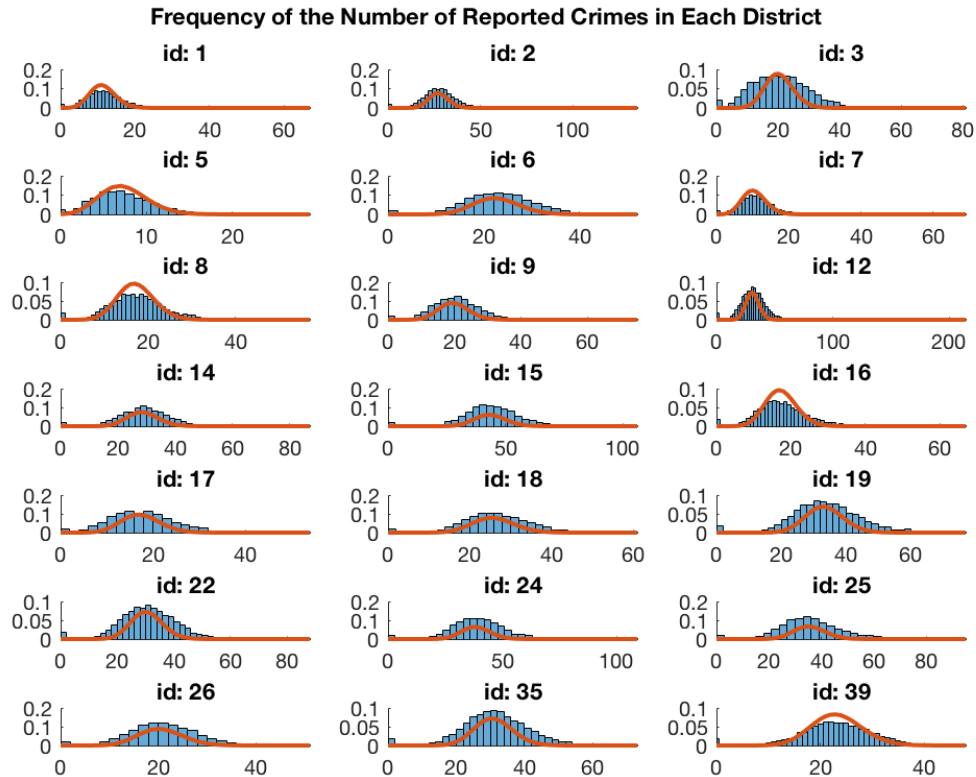 Frequency of the Number of Reported Crimes in Each District
id: 1
id: 2
id: 3
0.2
0.1
0
0 20 40 60
0.2
0.1
0
0 50 100
0.1
0.05
0
0 20 40 60 80
id: 5
id: 6
id: 7
0.2
0.1
0
0 10 20
0.2
0.1
0
0 20 40
0.2
0.1
0
0 20 40 60
id: 8
id: 9
id: 12
0.1
0.05
0
0 20 40
0.2
0.1
0
0 20 40 60
0.1
0.05
0
0 100 200
id: 14
id: 15
id: 16
0.2
0.1
0
0 20 40 60 80
0.2
0.1
0
0 50 100
0.1
0.05
0
0 20 40 60
id: 17
id: 18
id: 19
0.2
0.1
0
0 20 40
0.2
0.1
0
0 20 40 60
0.1
0.05
0
0 20 40 60
id: 22
id: 24
id: 25
0.1
0.05
0
0 20 40 60 80
0.2
0.1
0
0 50 100
0.2
0.1
0
0 20 40 60 80
id: 26
id: 35
id: 39
0.2
0.1
0
0 20 40
0.1
0.05
0
0 20 40 60
0.1
0.05
0
0 20 40